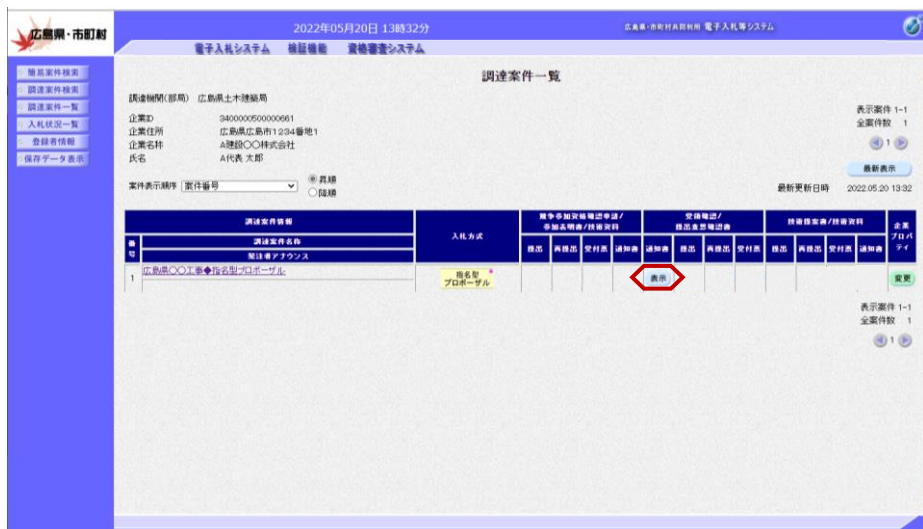 広島県・市町村
2022年05月20日 13時32分
広島県・市町村共同利用 電子入札等システム
電子入札システム 検証機能 資格審査システム
簡易案件検索
調達案件検索
調達案件一覧
入札状況一覧
登録者情報
保存データ表示
調達案件一覧
調達機関(部局) 広島県土木建築局
企業ID 3400000500000661
企業住所 広島県広島市1234番地1
企業名称 A建設〇〇株式会社
氏名 A代表 太郎
表示案件 1-1
全案件数 1
1
最新表示
案件表示順序 案件番号
昇順
降順
最新更新日時 2022.05.20 13:32
調達案件情報
入札方式
競争参加資格確認申請/
参加表明書/技術資料
受領確認/
提出意思確認書
技術提案書/技術資料
企業
プロパ
ティ
番号
調達案件名称
発注者アナウンス
提出 再提出 受付票 通知書 通知書 提出 再提出 受付票 提出 再提出 受付票 通知書
1 広島県〇〇工事◆指名型プロポーザル
指名型
プロポーザル
表示
変更
表示案件 1-1
全案件数 1
1